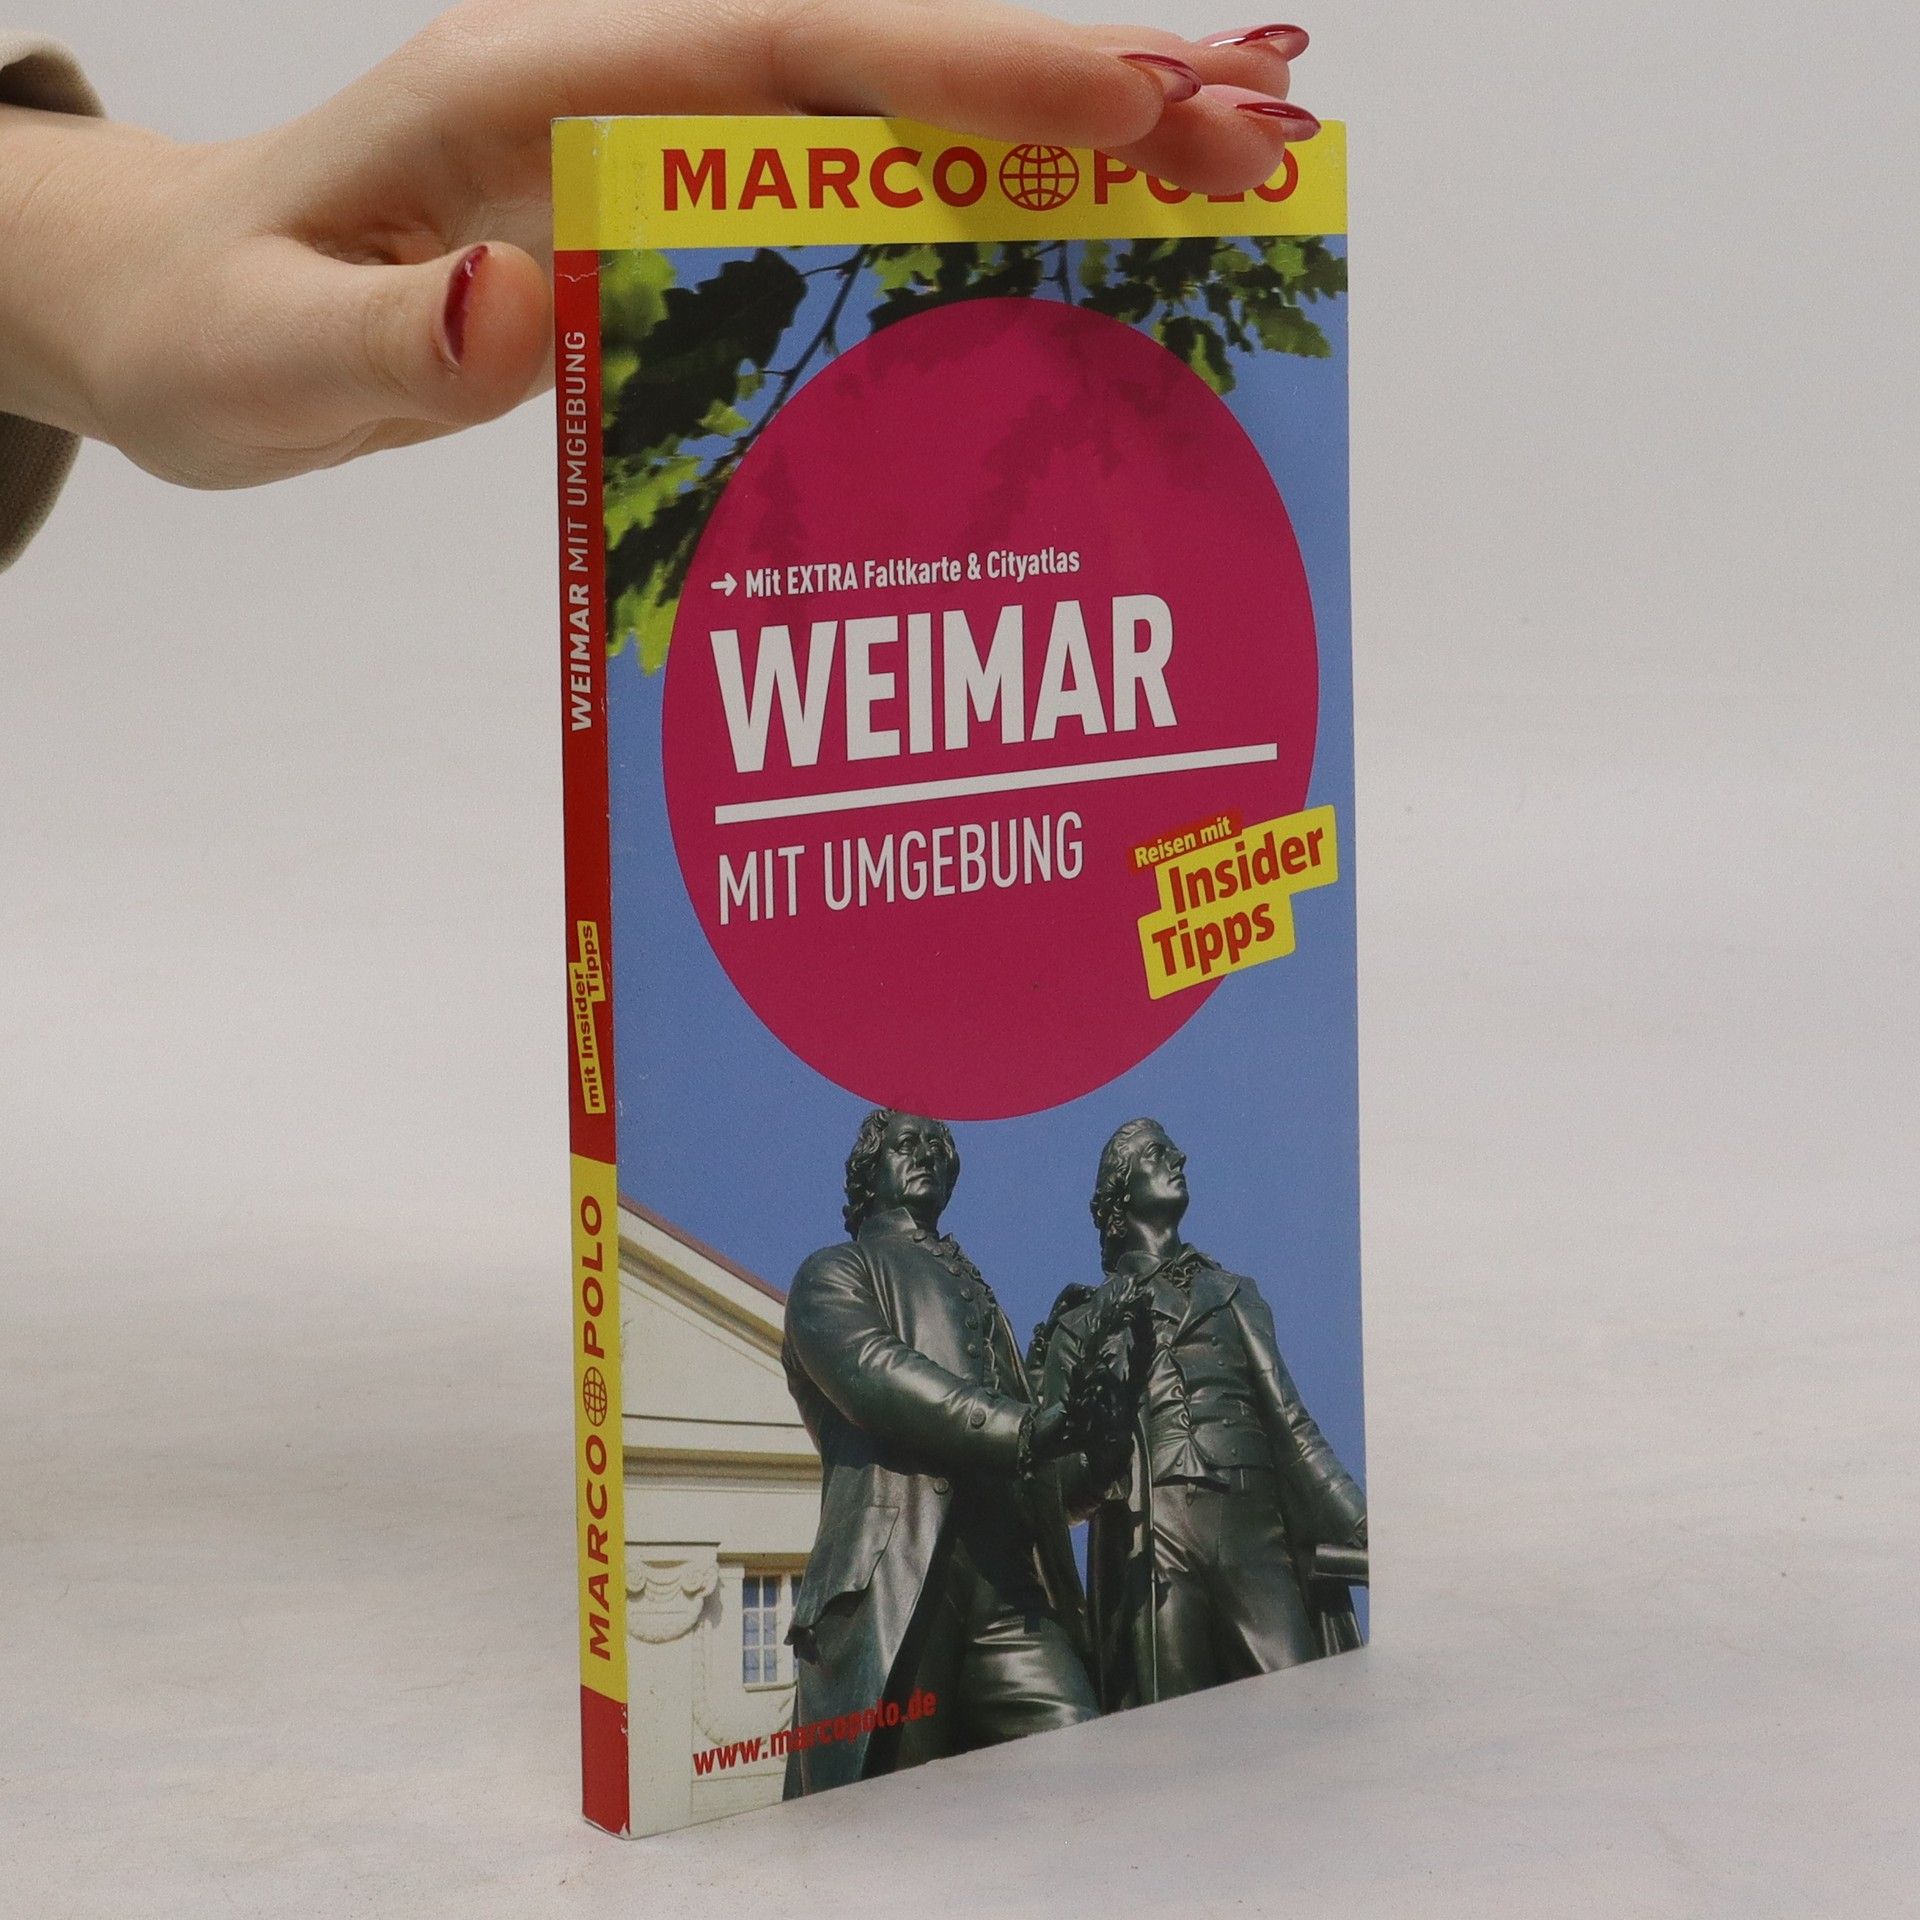 MARCO POLO
➔ Mit EXTRA Faltkarte & Cityatlas
WEIMAR
MIT UMGEBUNG
Reisen mit
Insider
Tipps
www.marcopolo.de
WEIMAR MIT UMGEBUNG
mit Insider
Tipps
MARCO POLO